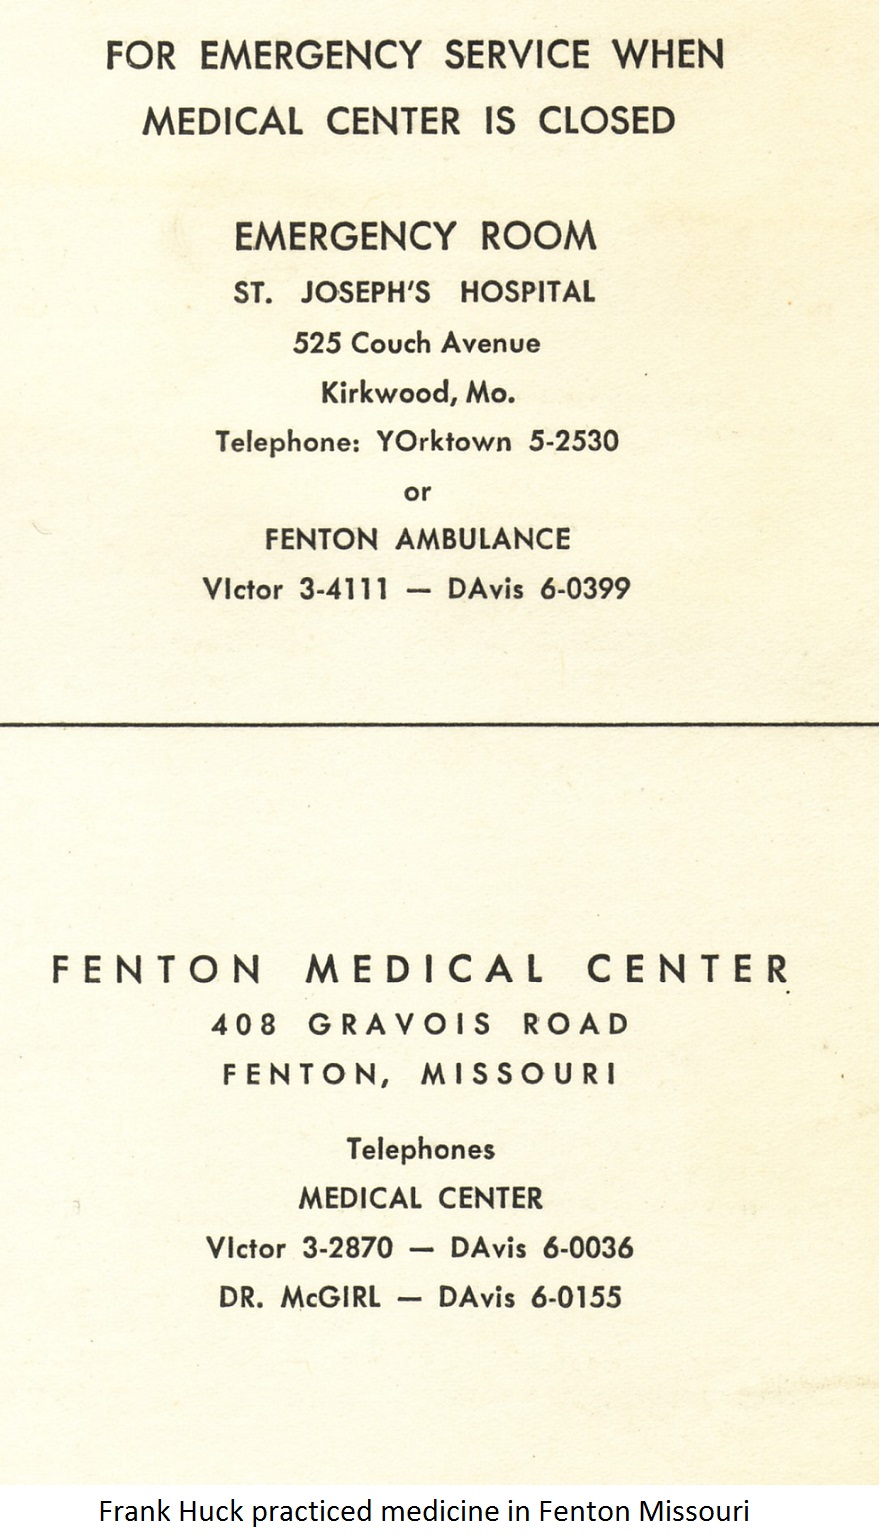 FOR EMERGENCY SERVICE WHEN
MEDICAL CENTER IS CLOSED
EMERGENCY ROOM
ST. JOSEPH'S HOSPITAL
525 Couch Avenue
Kirkwood, Mo.
Telephone: YOrktown 5-2530
or
FENTON AMBULANCE
VIctor 3-4111 — DAvis 6-0399
FENTON MEDICAL CENTER
408 GRAVOIS ROAD
FENTON, MISSOURI
Telephones
MEDICAL CENTER
VIctor 3-2870 — DAvis 6-0036
DR. McGIRL — DAvis 6-0155
Frank Huck practiced medicine in Fenton Missouri